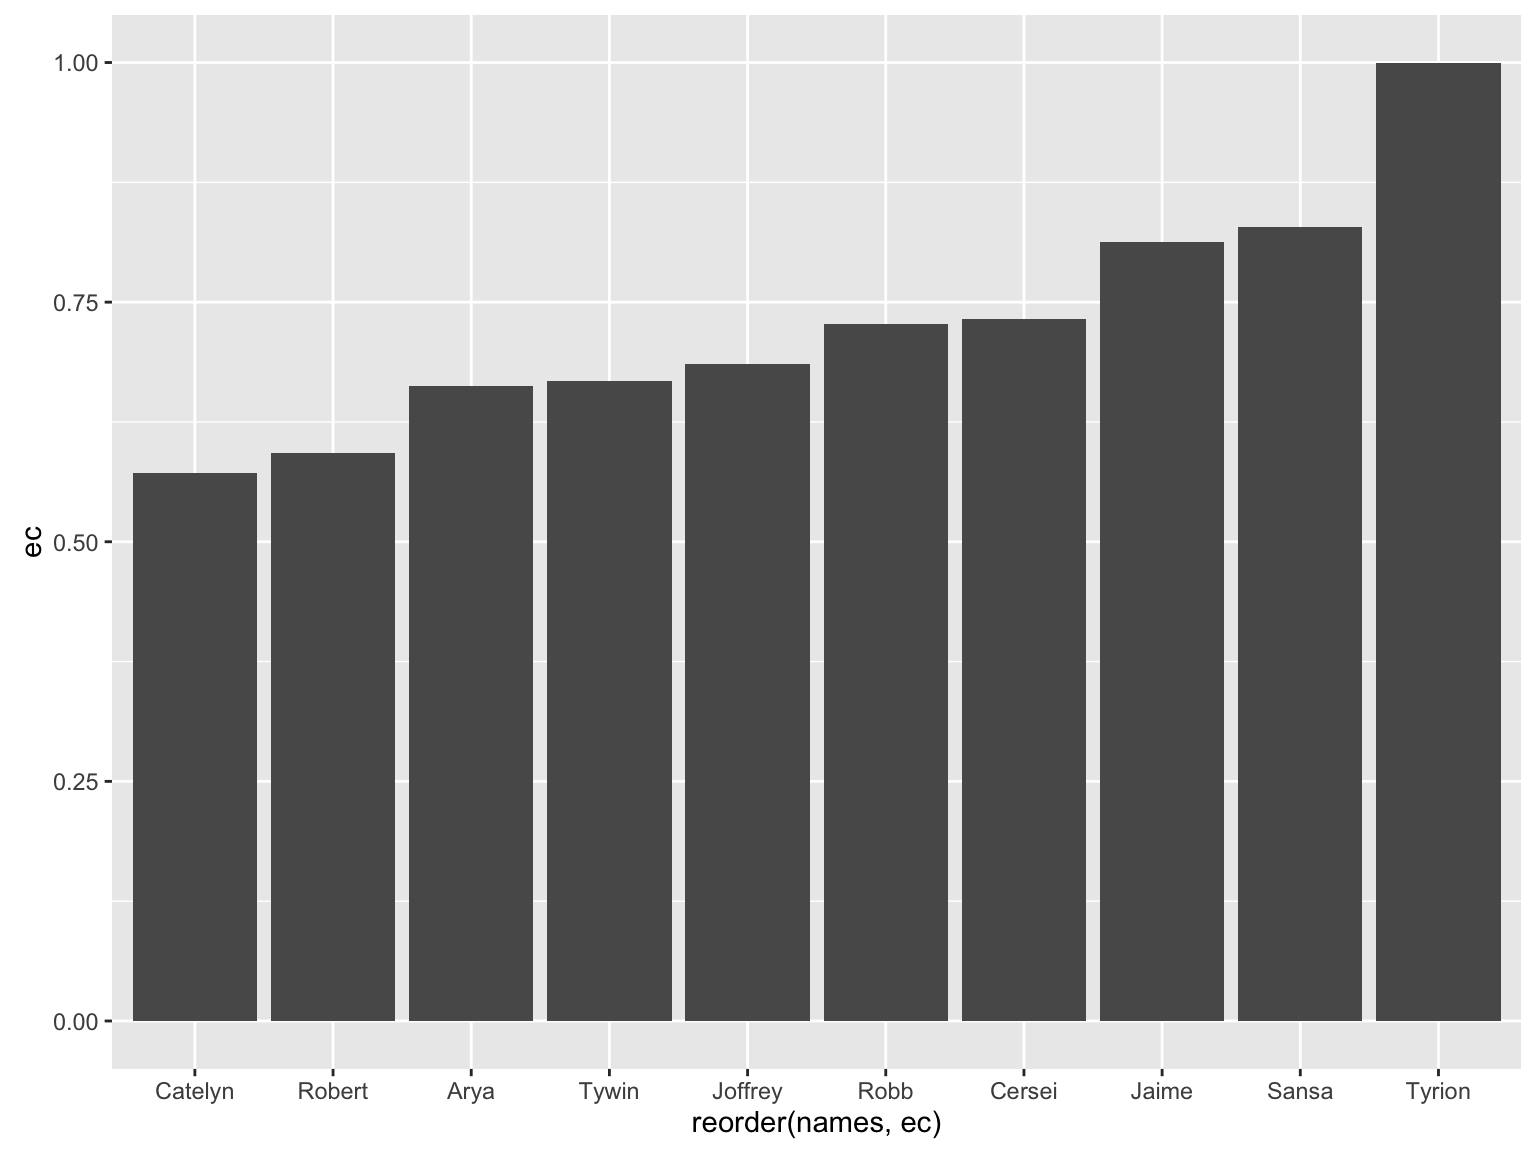 1.00
0.75
0.50
0.25
0.00
ec
Catelyn Robert Arya Tywin Joffrey Robb Cersei Jaime Sansa Tyrion
reorder(names, ec)